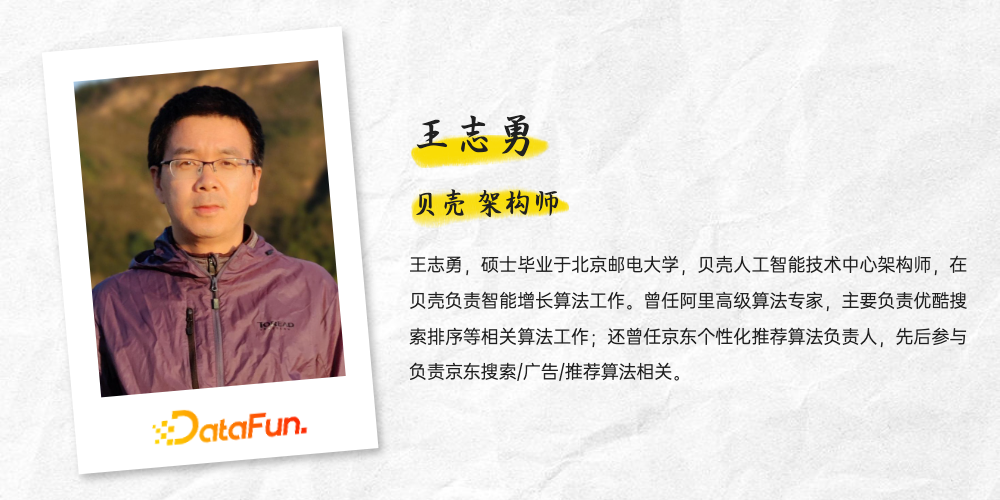 王志勇
贝壳 架构师
王志勇，硕士毕业于北京邮电大学，贝壳人工智能技术中心架构师，在
贝壳负责智能增长算法工作。曾任阿里高级算法专家，主要负责优酷搜
索排序等相关算法工作；还曾任京东个性化推荐算法负责人，先后参与
负责京东搜索/广告/推荐算法相关。
DataFun.